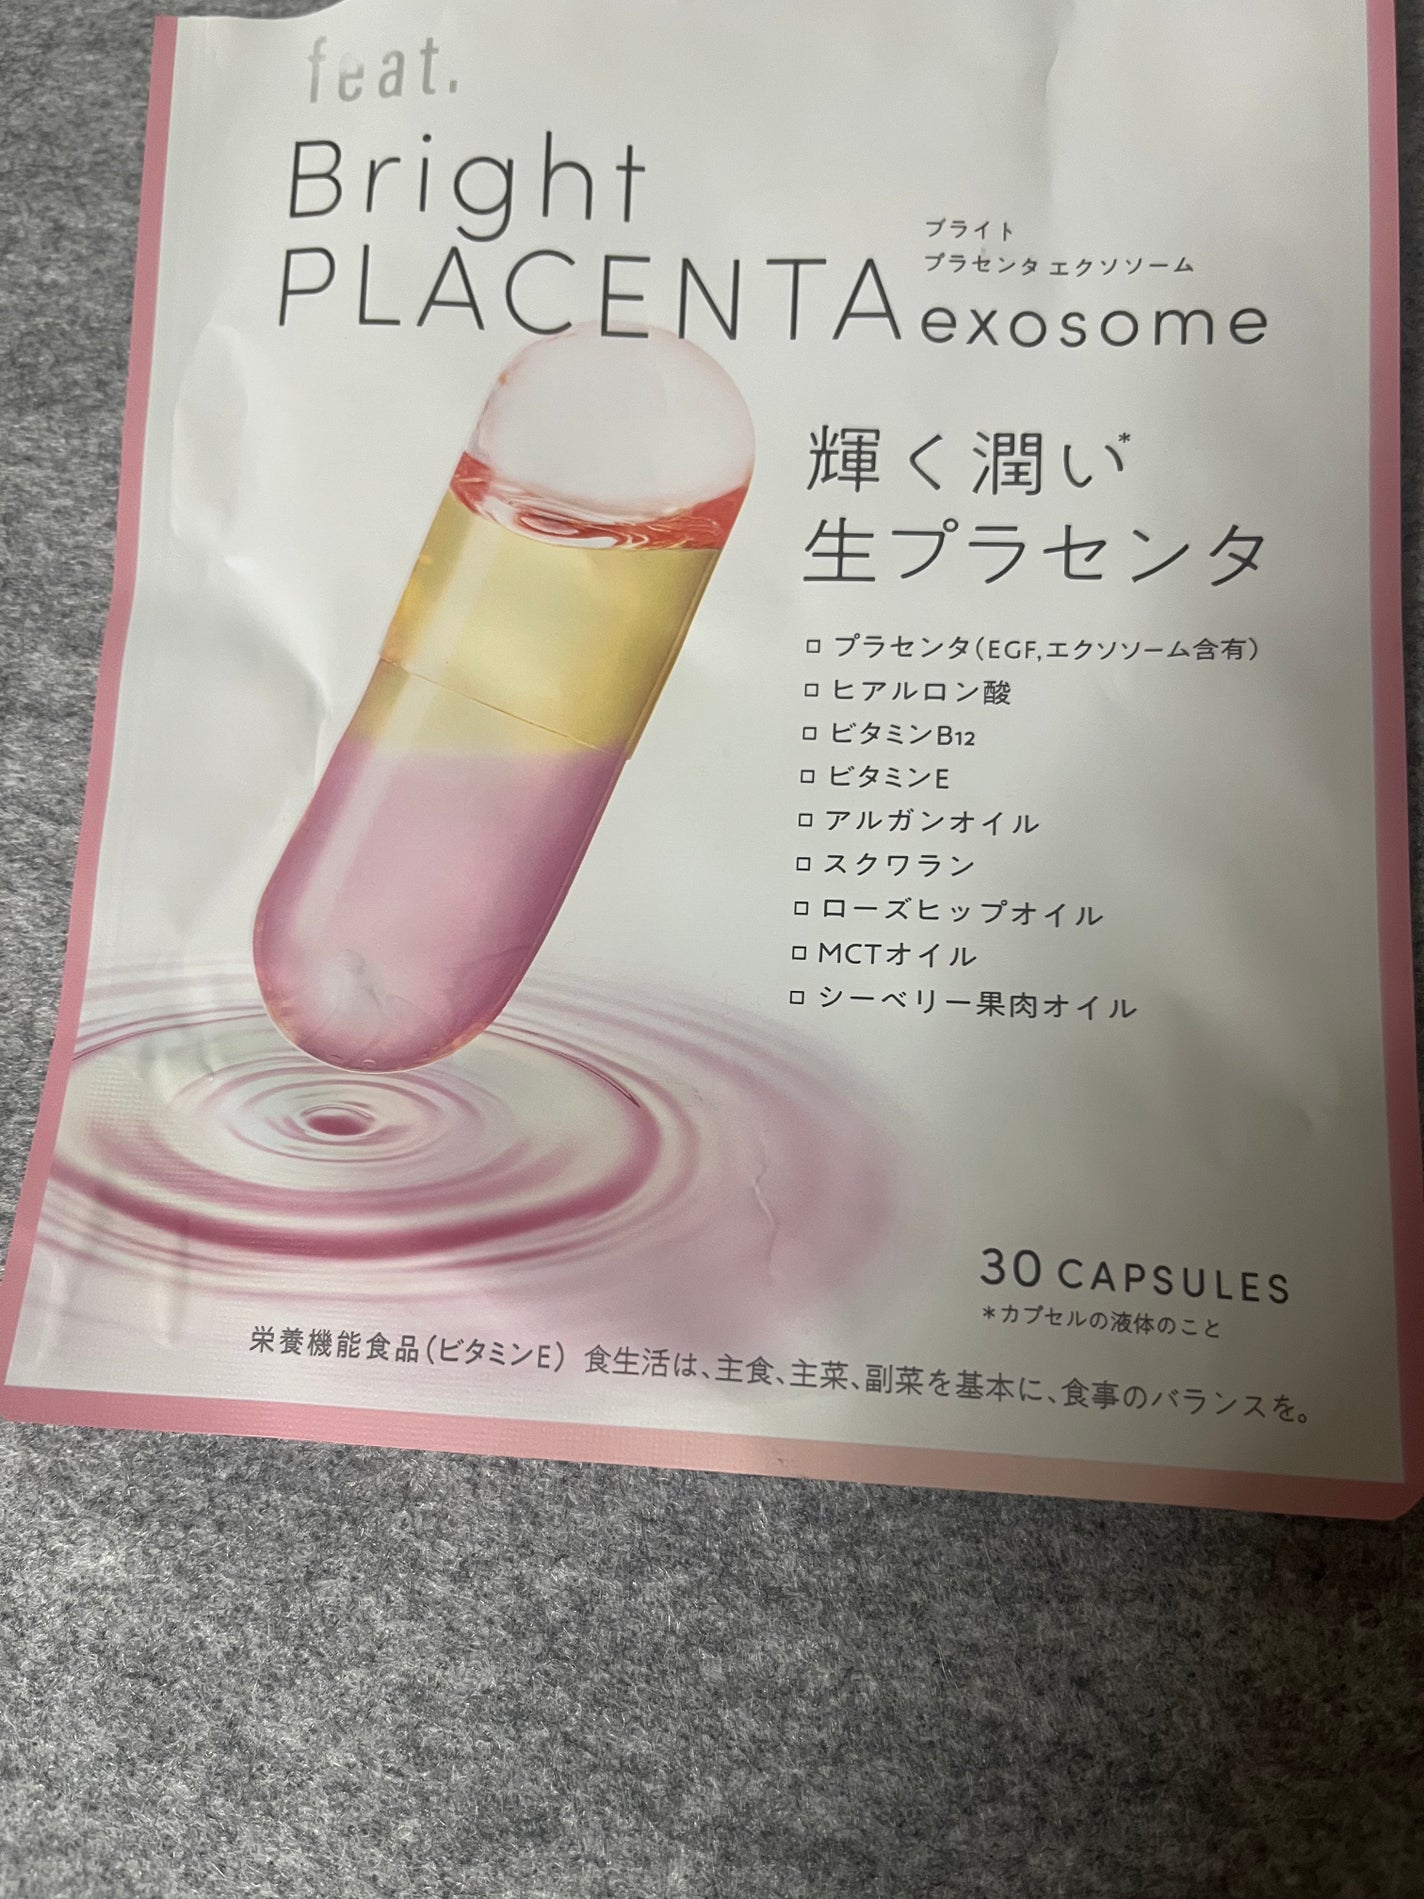 feat.
Bright
PLACENTA
ブライト
プラセンタ エクソソーム
exosome
輝く潤い*
生プラセンタ
□ プラセンタ(EGF,エクソソーム含有)
□ ヒアルロン酸
□ ビタミンB12
□ ビタミンE
□ アルガンオイル
□ スクワラン
□ ローズヒップオイル
□ MCTオイル
□ シーベリー果肉オイル
30 CAPSULES
*カプセルの液体のこと
栄養機能食品(ビタミンE) 食生活は、主食、主菜、副菜を基本に、食事のバランスを。